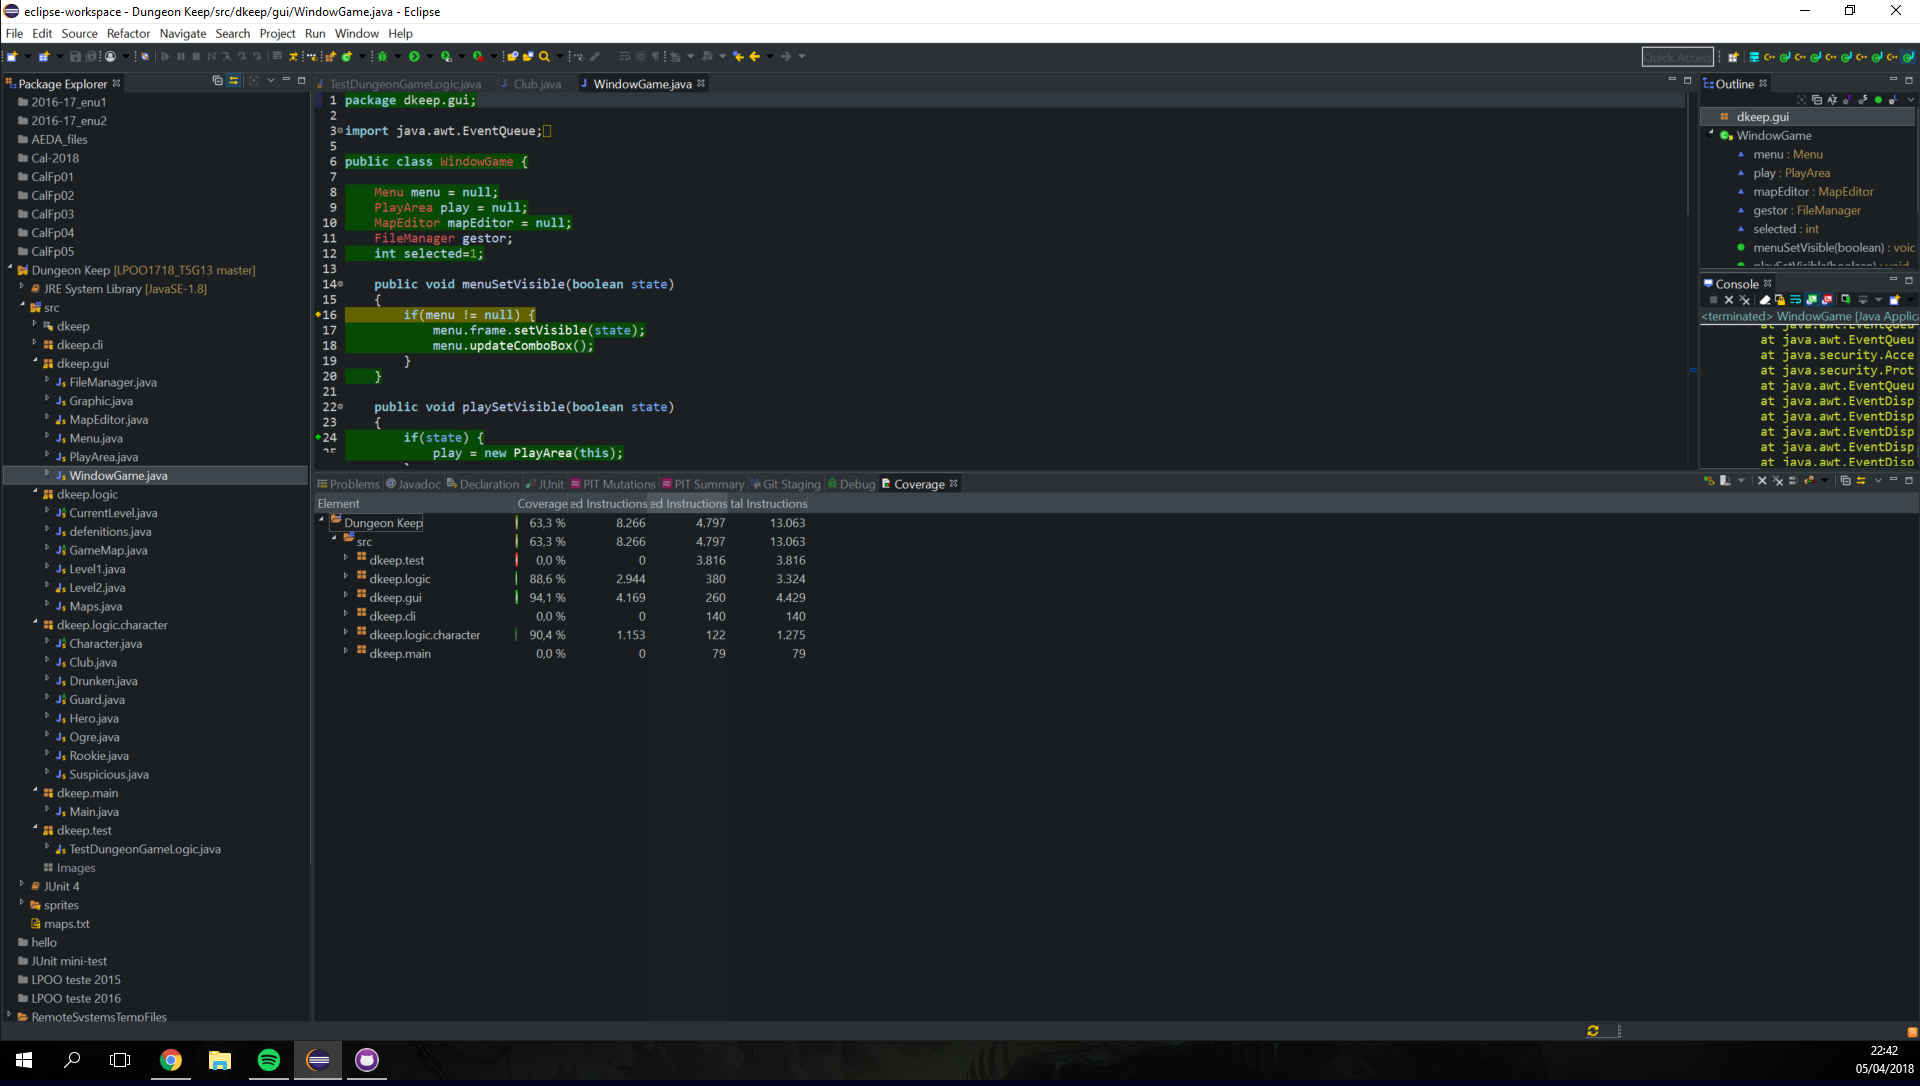 eclipse-workspace - Dungeon Keep/src/dkeep/gui/WindowGame.java - Eclipse
File Edit Source Refactor Navigate Search Project Run Window Help
Quick Access
Package Explorer
2016-17_enu1
2016-17_enu2
AEDA_files
Cal-2018
CalFp01
CalFp02
CalFp03
CalFp04
CalFp05
Dungeon Keep [LPOO1718_T5G13 master]
JRE System Library [JavaSE-1.8]
src
dkeep
dkeep.cli
dkeep.gui
FileManager.java
Graphic.java
MapEditor.java
Menu.java
PlayArea.java
WindowGame.java
dkeep.logic
CurrentLevel.java
defenitions.java
GameMap.java
Level1.java
Level2.java
Maps.java
dkeep.logic.character
Character.java
Club.java
Drunken.java
Guard.java
Hero.java
Ogre.java
Rookie.java
Suspicious.java
dkeep.main
Main.java
dkeep.test
TestDungeonGameLogic.java
Images
JUnit 4
sprites
maps.txt
hello
JUnit mini-test
LPOO teste 2015
LPOO teste 2016
RemoteSystemsTempFiles
TestDungeonGameLogic.java Club.java WindowGame.java
1 package dkeep.gui;
2
3 import java.awt.EventQueue;
5
6 public class WindowGame {
7
8 Menu menu = null;
9 PlayArea play = null;
10 MapEditor mapEditor = null;
11 FileManager gestor;
12 int selected=1;
13
14 public void menuSetVisible(boolean state)
15 {
16 if(menu != null) {
17 menu.frame.setVisible(state);
18 menu.updateComboBox();
19 }
20 }
21
22 public void playSetVisible(boolean state)
23 {
24 if(state) {
25 play = new PlayArea(this);
Problems Javadoc Declaration JUnit PIT Mutations PIT Summary Git Staging Debug Coverage
Element Coverage ed Instructions ed Instructions tal Instructions
Dungeon Keep 63,3 % 8.266 4.797 13.063
src 63,3 % 8.266 4.797 13.063
dkeep.test 0,0 % 0 3.816 3.816
dkeep.logic 88,6 % 2.944 380 3.324
dkeep.gui 94,1 % 4.169 260 4.429
dkeep.cli 0,0 % 0 140 140
dkeep.logic.character 90,4 % 1.153 122 1.275
dkeep.main 0,0 % 0 79 79
Outline
dkeep.gui
WindowGame
menu : Menu
play : PlayArea
mapEditor : MapEditor
gestor : FileManager
selected : int
menuSetVisible(boolean) : voic
playSetVisible(boolean) : void
Console
<terminated> WindowGame [Java Applica
at java.awt.EventQueu
at java.awt.EventQueu
at java.security.Acce
at java.security.Prot
at java.awt.EventQueu
at java.awt.EventDisp
at java.awt.EventDisp
at java.awt.EventDisp
at java.awt.EventDisp
at java.awt.EventDisp
22:42
05/04/2018